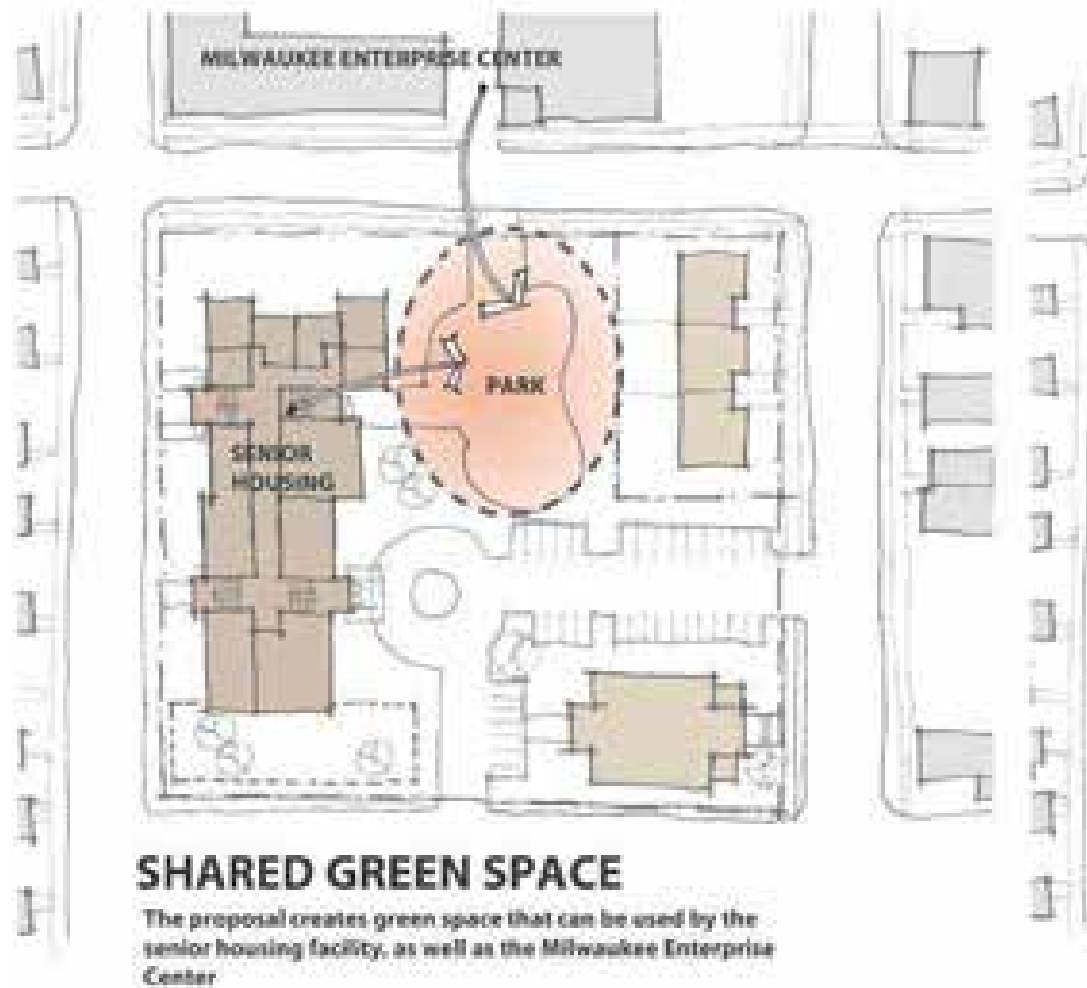 MILWAUKEE ENTERPRISE CENTER
PARK
SENIOR
HOUSING
SHARED GREEN SPACE
The proposal creates green space that can be used by the
senior housing facility, as well as the Milwaukee Enterprise
Center